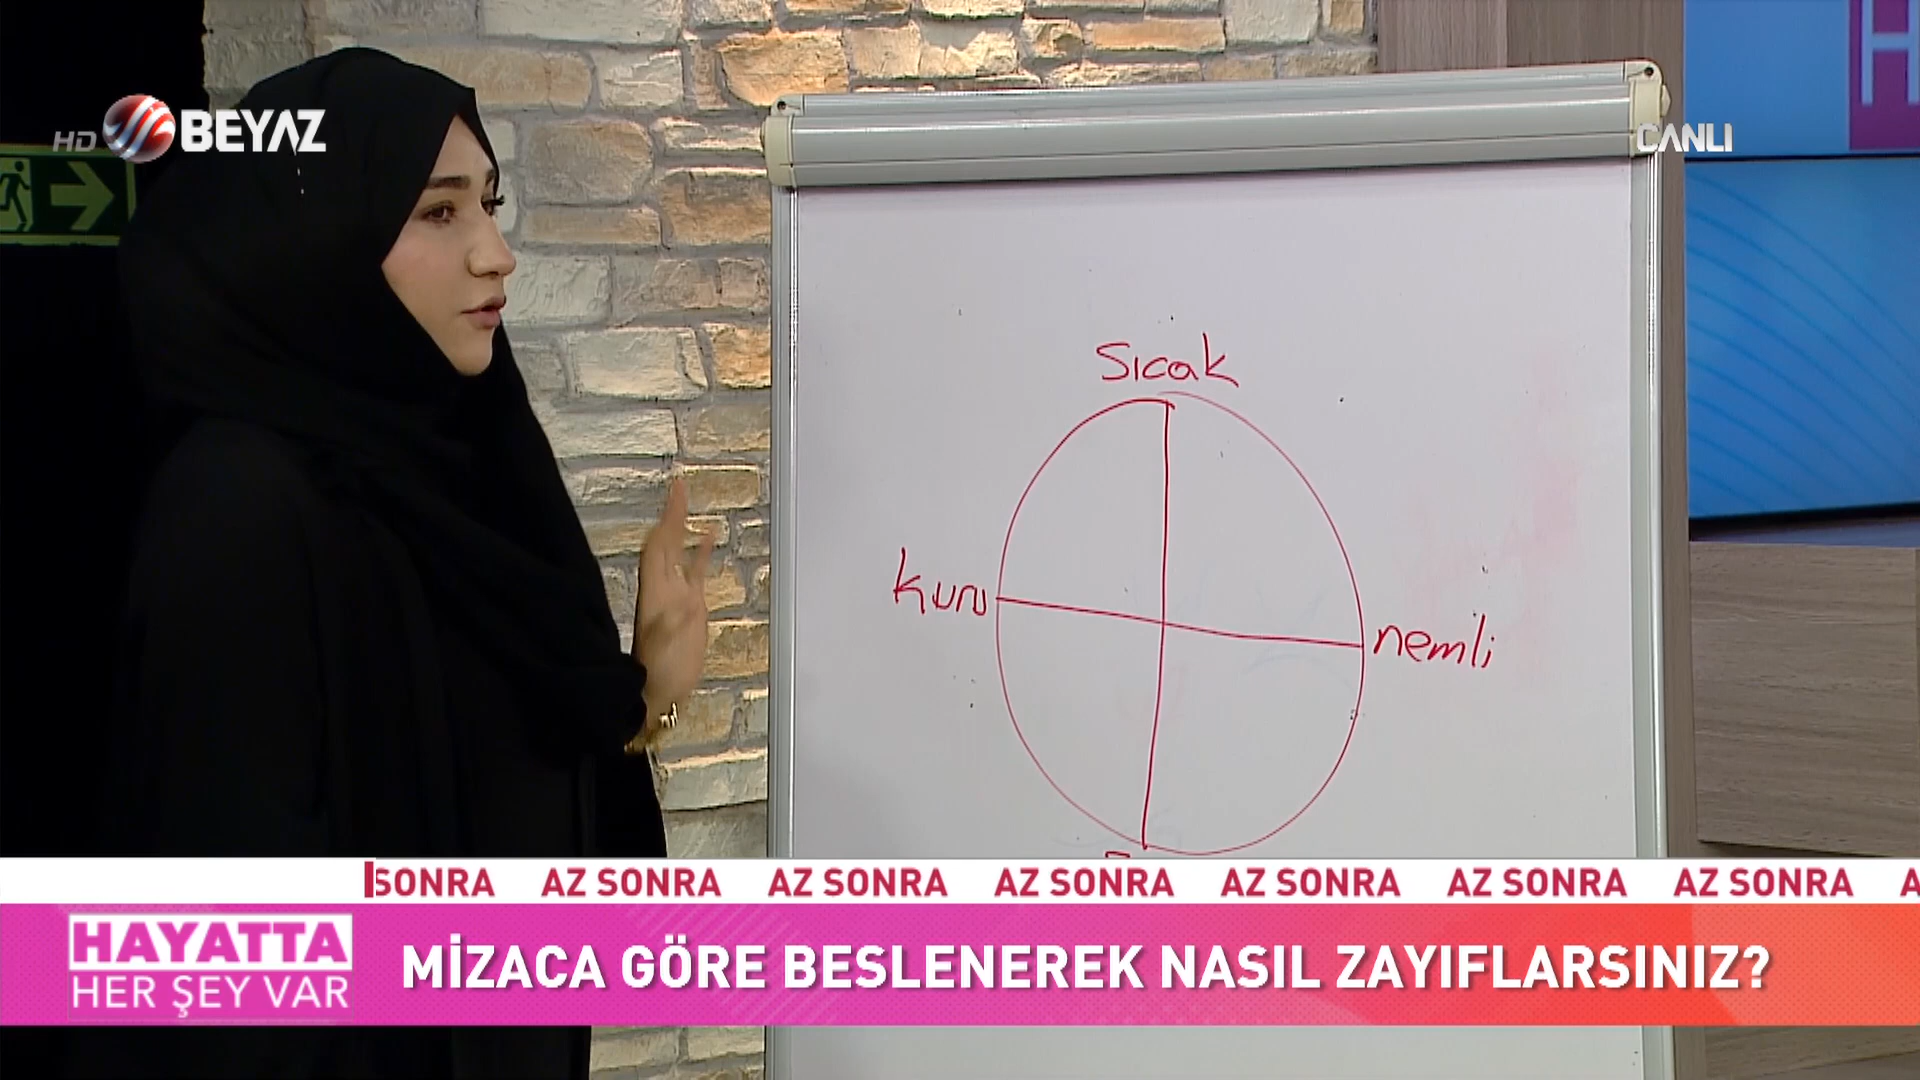 HD BEYAZ
CANLI
H
sıcak
kuru
nemli
SONRA AZ SONRA AZ SONRA AZ SONRA AZ SONRA AZ SONRA AZ SONRA A
HAYATTA
HER ŞEY VAR
MİZACA GÖRE BESLENEREK NASIL ZAYIFLARSINIZ?